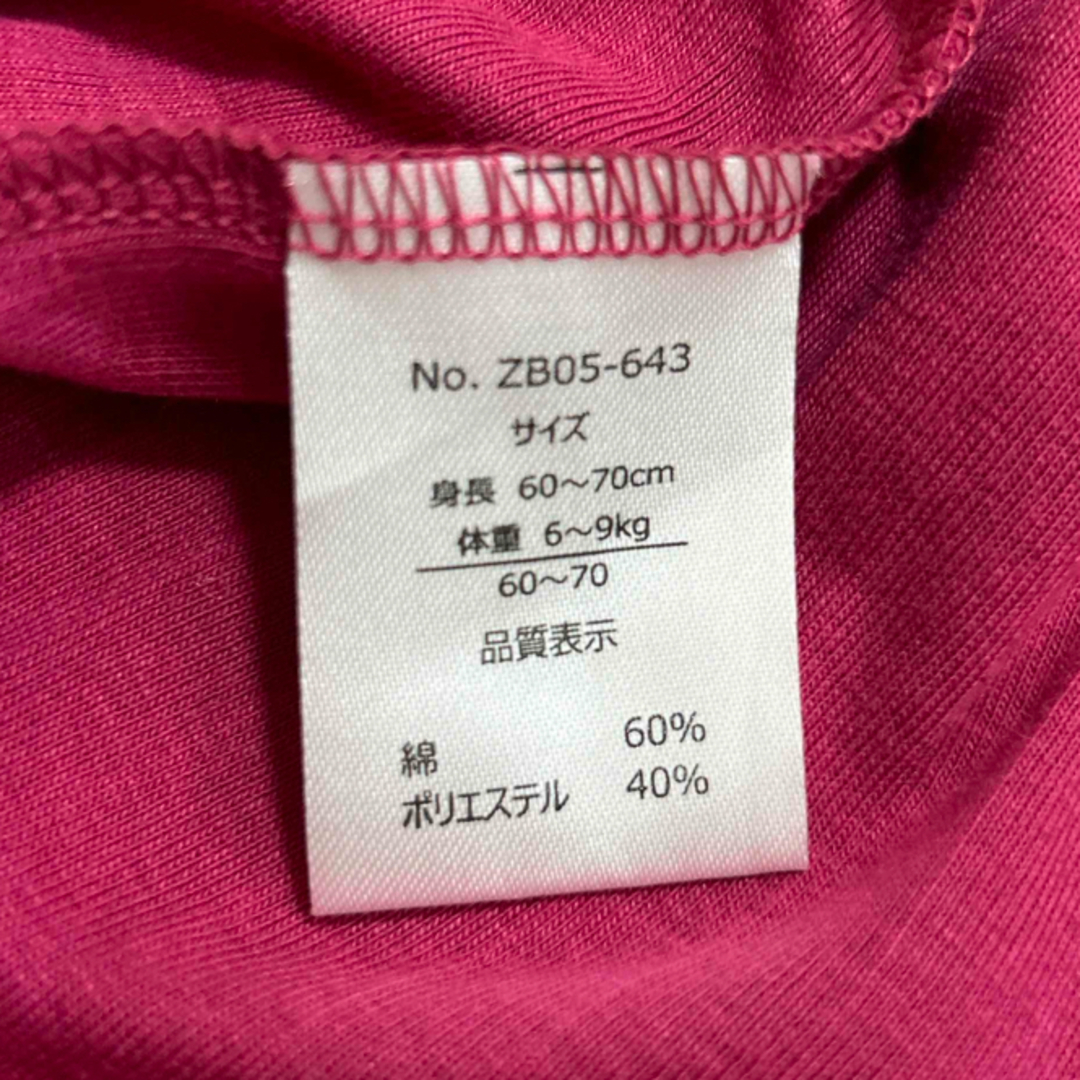 No. ZB05-643
サイズ
身長 60～70cm
体重 6～9kg
60～70
品質表示
綿 60%
ポリエステル 40%